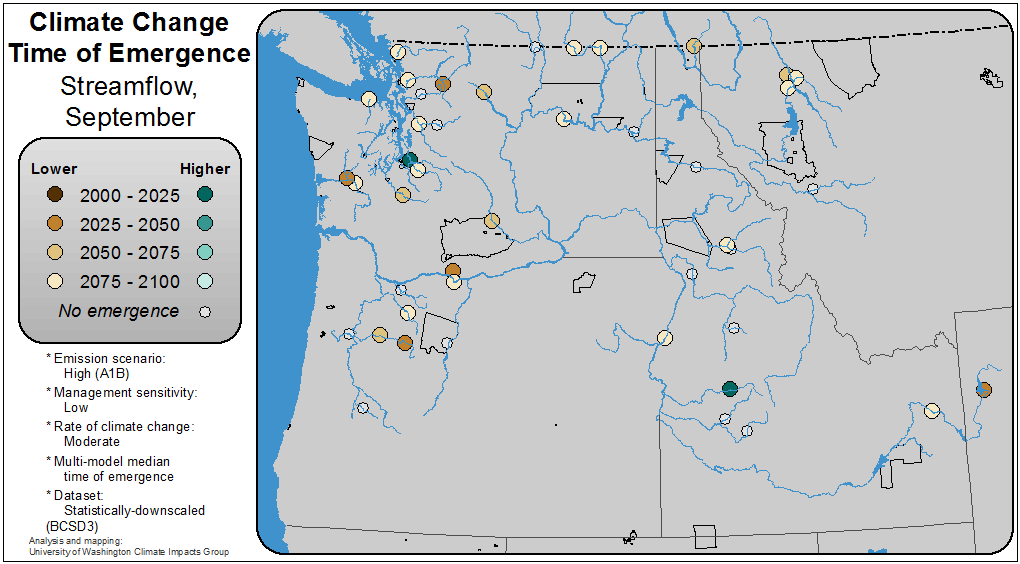 Climate Change
Time of Emergence
Streamflow,
September
Lower Higher
2000 - 2025
2025 - 2050
2050 - 2075
2075 - 2100
No emergence
* Emission scenario:
High (A1B)
* Management sensitivity:
Low
* Rate of climate change:
Moderate
* Multi-model median
time of emergence
* Dataset:
Statistically-downscaled
(BCSD3)
Analysis and mapping:
University of Washington Climate Impacts Group